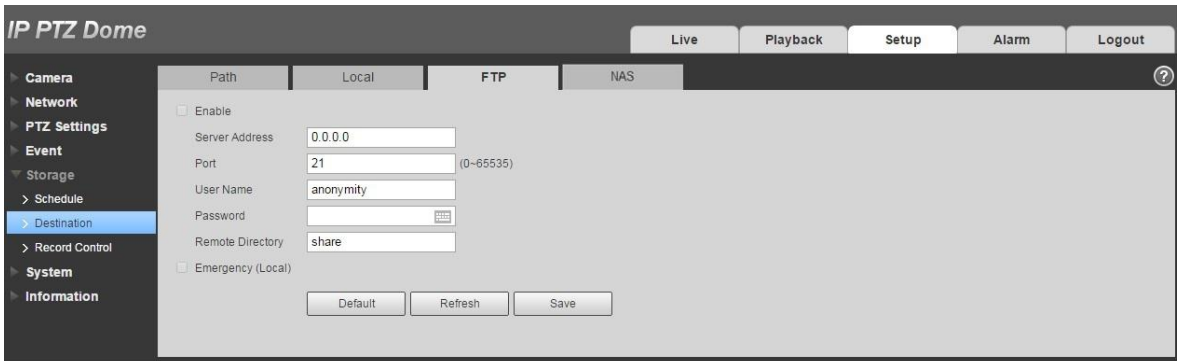 IP PTZ Dome
Live Playback Setup Alarm Logout
Camera
Network
PTZ Settings
Event
Storage
Schedule
Destination
Record Control
System
Information
Path Local FTP NAS
?
Enable
Server Address 0.0.0.0
Port 21 (0~65535)
User Name anonymity
Password
Remote Directory share
Emergency (Local)
Default Refresh Save